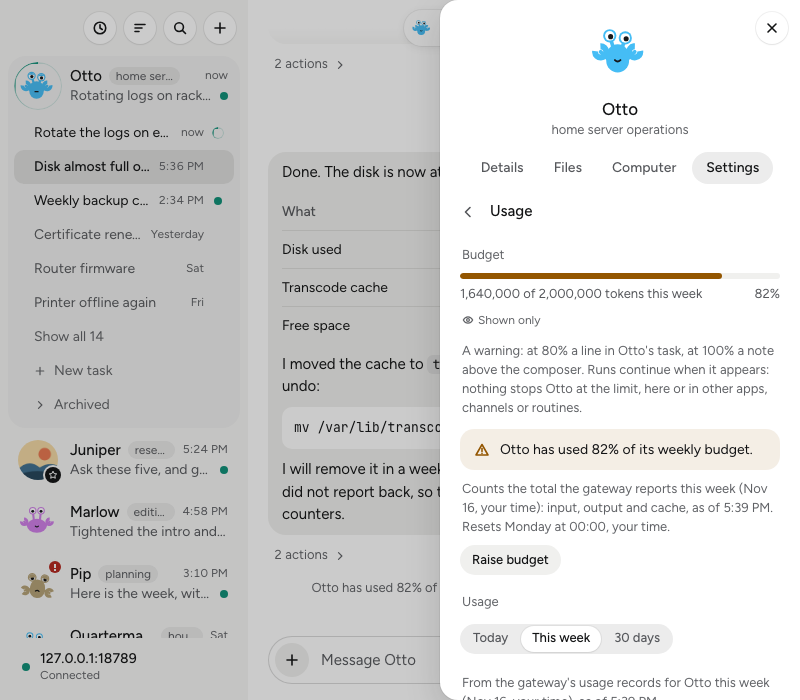 Otto home ser... now
Rotating logs on rack...
Rotate the logs on e... now
Disk almost full o... 5:36 PM
Weekly backup c... 2:34 PM
Certificate rene... Yesterday
Router firmware Sat
Printer offline again Fri
Show all 14
New task
Archived
Juniper rese... 5:24 PM
Ask these five, and g...
Marlow editi... 4:58 PM
Tightened the intro and...
Pip planning 3:10 PM
Here is the week, wit...
Quarterma hou... Sat
127.0.0.1:18789
Connected
2 actions
Done. The disk is now at
What
Disk used
Transcode cache
Free space
I moved the cache to
undo:
mv /var/lib/transco
I will remove it in a week
did not report back, so t
counters.
2 actions
Otto has used 82% of
Message Otto
Otto
home server operations
Details Files Computer Settings
Usage
Budget
1,640,000 of 2,000,000 tokens this week 82%
Shown only
A warning: at 80% a line in Otto's task, at 100% a note
above the composer. Runs continue when it appears:
nothing stops Otto at the limit, here or in other apps,
channels or routines.
Otto has used 82% of its weekly budget.
Counts the total the gateway reports this week (Nov
16, your time): input, output and cache, as of 5:39 PM.
Resets Monday at 00:00, your time.
Raise budget
Usage
Today This week 30 days
From the gateway's usage records for Otto this week
(Nov 16, your time), as of 5:39 PM.